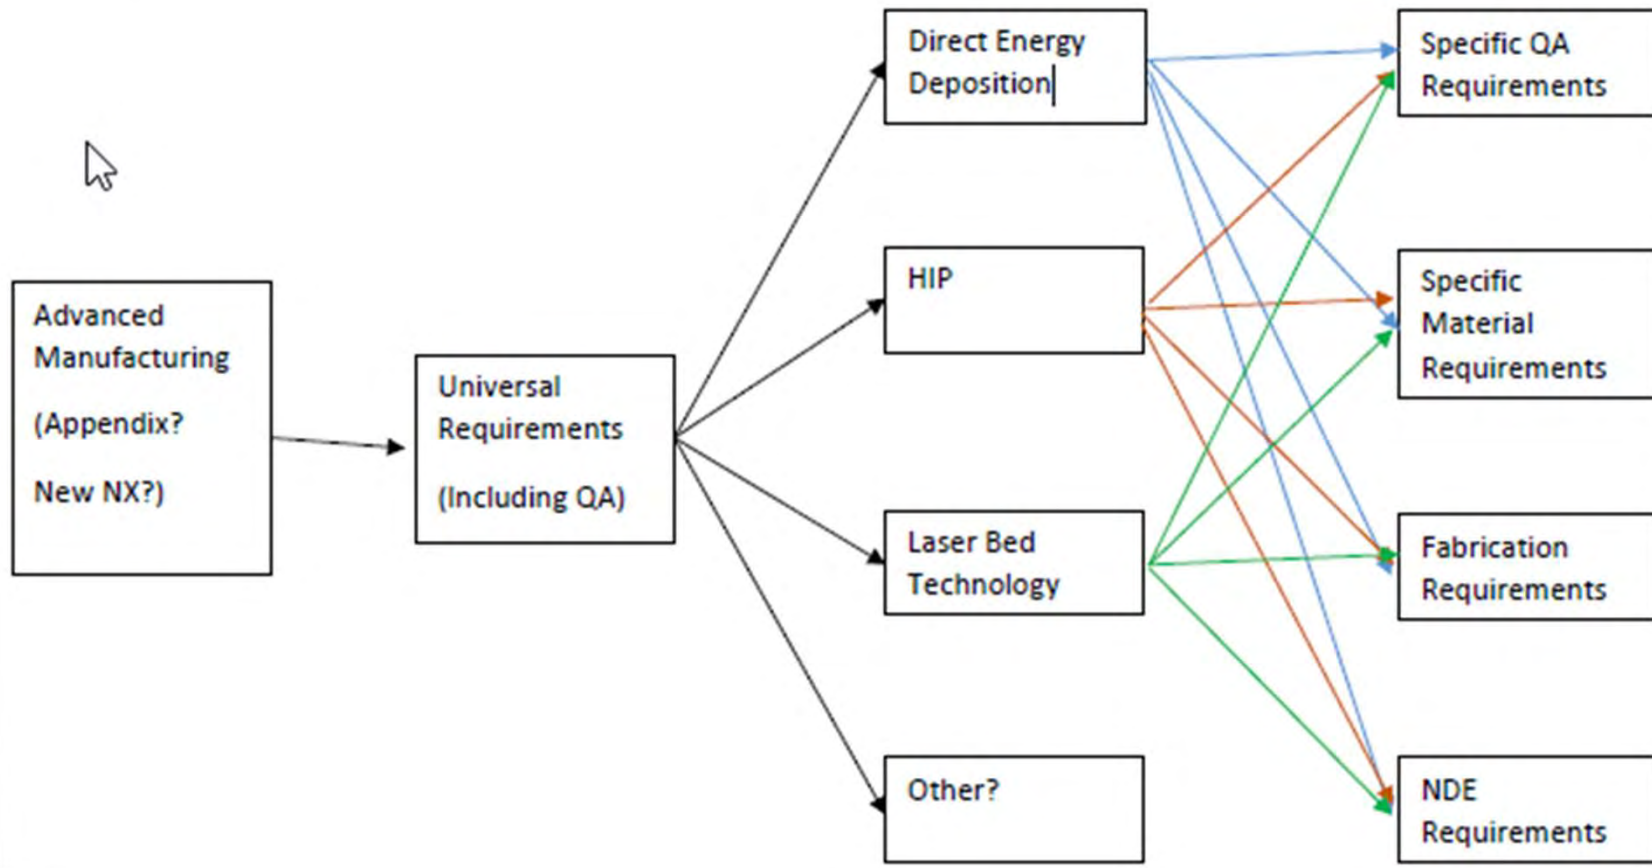 Advanced
Manufacturing
(Appendix?
New NX?)
Universal
Requirements
(Including QA)
Direct Energy
Deposition
HIP
Laser Bed
Technology
Other?
Specific QA
Requirements
Specific
Material
Requirements
Fabrication
Requirements
NDE
Requirements